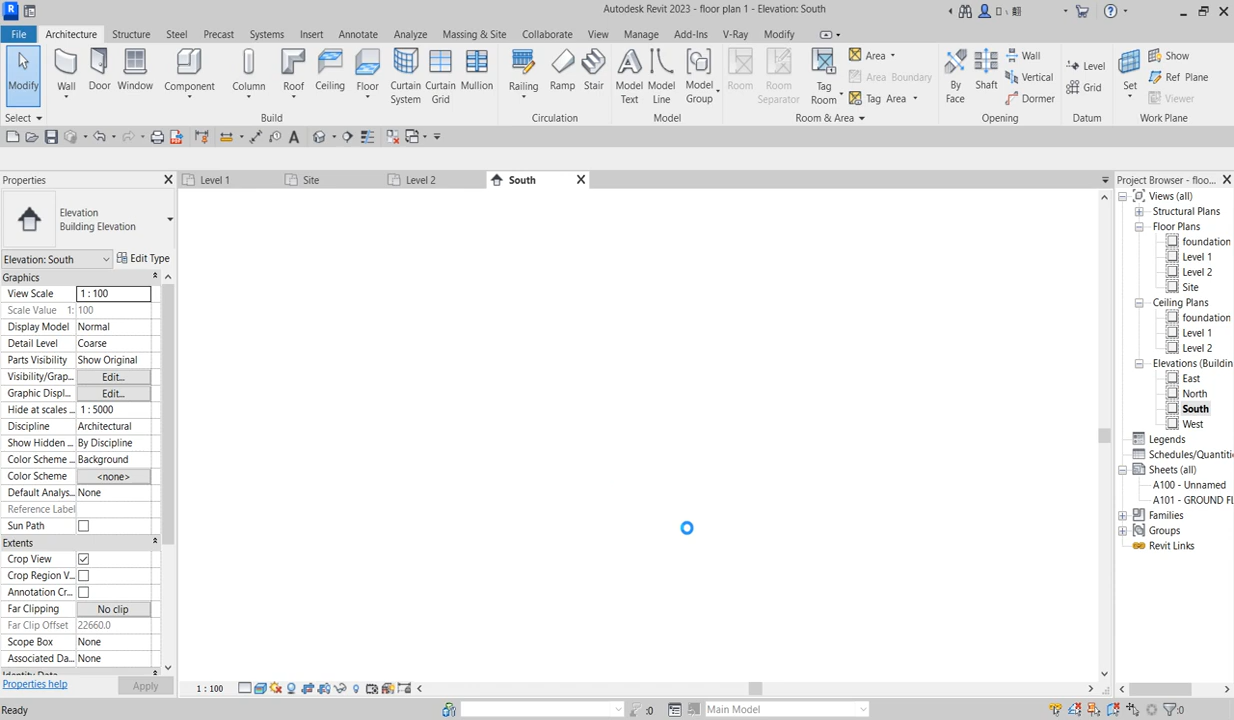 Autodesk Revit 2023 - floor plan 1 - Elevation: South
File Architecture Structure Steel Precast Systems Insert Annotate Analyze Massing & Site Collaborate View Manage Add-Ins V-Ray Modify
Modify Wall Door Window Component Column Roof Ceiling Floor Curtain System Curtain Grid Mullion Railing Ramp Stair Model Text Model Line Model Group Room Room Separator Tag Room Area Area Boundary Tag Area By Face Shaft Wall Vertical Dormer Level Grid Set Show Ref Plane Viewer
Select Build Circulation Model Room & Area Opening Datum Work Plane
Properties
Level 1 Site Level 2 South
Project Browser - floo...
Elevation
Building Elevation
Elevation: South Edit Type
Graphics
View Scale 1 : 100
Scale Value 1: 100
Display Model Normal
Detail Level Coarse
Parts Visibility Show Original
Visibility/Grap... Edit...
Graphic Displ... Edit...
Hide at scales ... 1 : 5000
Discipline Architectural
Show Hidden ... By Discipline
Color Scheme ... Background
Color Scheme <none>
Default Analys... None
Reference Label
Sun Path
Extents
Crop View
Crop Region V...
Annotation Cr...
Far Clipping No clip
Far Clip Offset 22660.0
Scope Box None
Associated Da... None
Identity Data
Properties help Apply
Views (all)
Structural Plans
Floor Plans
foundation
Level 1
Level 2
Site
Ceiling Plans
foundation
Level 1
Level 2
Elevations (Buildin
East
North
South
West
Legends
Schedules/Quantiti
Sheets (all)
A100 - Unnamed
A101 - GROUND FL
Families
Groups
Revit Links
1 : 100
Ready :0 Main Model :0